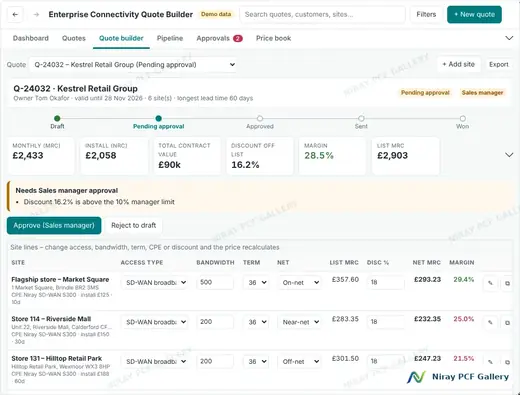 Enterprise Connectivity Quote Builder
Demo data
Search quotes, customers, sites...
Filters
+ New quote
Dashboard
Quotes
Quote builder
Pipeline
Approvals 2
Price book
Quote
Q-24032 – Kestrel Retail Group (Pending approval)
+ Add site
Export
Q-24032 · Kestrel Retail Group
Owner Tom Okafor · valid until 28 Nov 2026 · 6 site(s) · longest lead time 60 days
Pending approval
Sales manager
Draft
Pending approval
Approved
Sent
Won
MONTHLY (MRC)
£2,433
INSTALL (NRC)
£2,058
TOTAL CONTRACT VALUE
£90k
DISCOUNT OFF LIST
16.2%
MARGIN
28.5%
LIST MRC
£2,903
Needs Sales manager approval
• Discount 16.2% is above the 10% manager limit
Approve (Sales manager)
Reject to draft
Site lines – change access, bandwidth, term, CPE or discount and the price recalculates
SITE ACCESS TYPE BANDWIDTH TERM NET LIST MRC DISC % NET MRC MARGIN
Flagship store – Market Square
1 Market Square, Brindle BR2 3MS
CPE Niray SD-WAN S300 · install £125 · 10d
SD-WAN broadba 500 36 On-net £357.60 18 £293.23 29.4%
Store 114 – Riverside Mall
Unit 22, Riverside Mall, Calderford CF...
CPE Niray SD-WAN S300 · install £150 · 30d
SD-WAN broadba 200 36 Near-net £283.35 18 £232.35 25.0%
Store 131 – Hilltop Retail Park
Hilltop Retail Park, Wexmoor WX3 8HP
CPE Niray SD-WAN S300 · install £188 · 60d
SD-WAN broadba 200 36 Off-net £301.50 18 £247.23 21.5%
Niray PCF Gallery
NIRAY PCF GALLERY